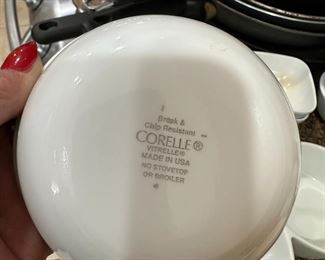 Break &
Chip Resistant
CORELLE®
VITRELLE®
MADE IN USA
NO STOVETOP
OR BROILER